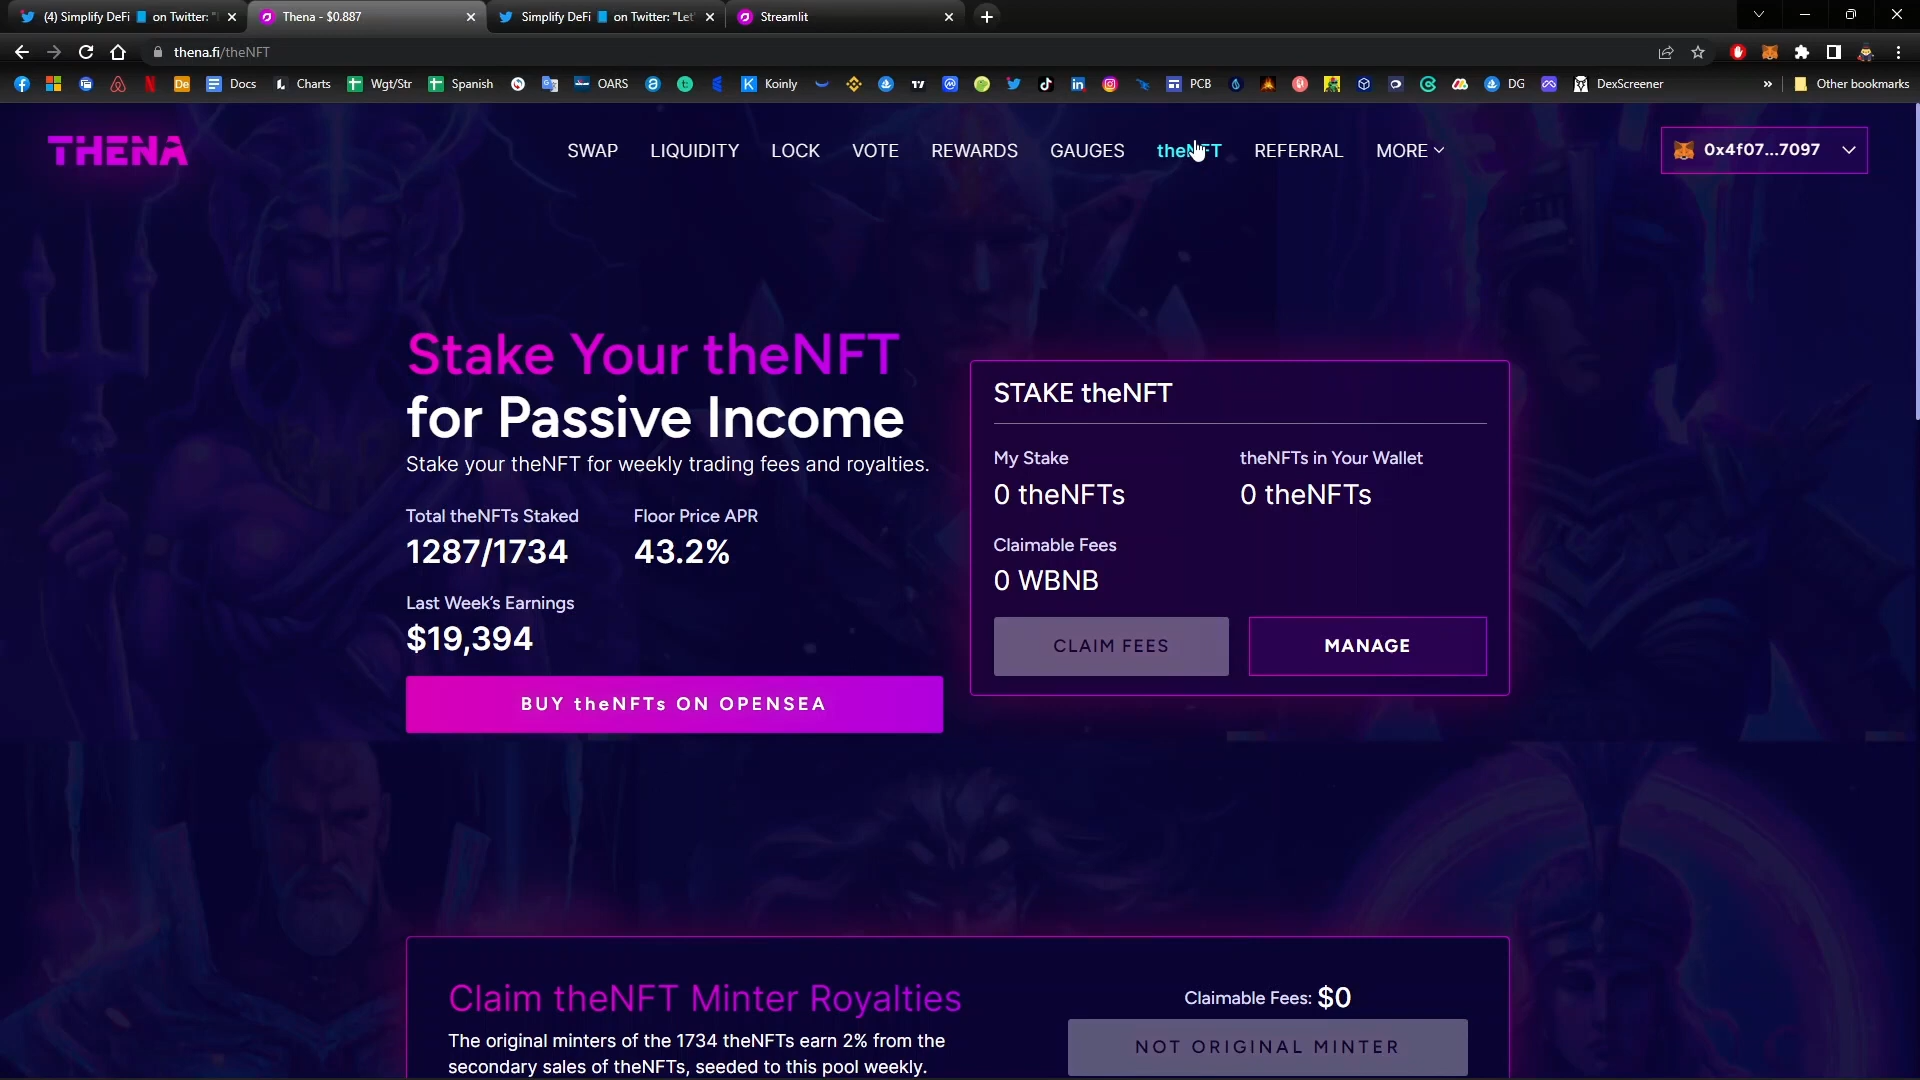 (4) Simplify DeFi on Twitter: "
Thena - $0.887
Simplify DeFi on Twitter: "Let'
Streamlit
thena.fi/theNFT
Docs
Charts
Wgt/Str
Spanish
OARS
Koinly
PCB
DG
DexScreener
»
Other bookmarks
THENA
SWAP
LIQUIDITY
LOCK
VOTE
REWARDS
GAUGES
theNFT
REFERRAL
MORE
0x4f07...7097
Stake Your theNFT
for Passive Income
Stake your theNFT for weekly trading fees and royalties.
Total theNFTs Staked
Floor Price APR
1287/1734
43.2%
Last Week's Earnings
$19,394
BUY theNFTs ON OPENSEA
STAKE theNFT
My Stake
theNFTs in Your Wallet
0 theNFTs
0 theNFTs
Claimable Fees
0 WBNB
CLAIM FEES
MANAGE
Claim theNFT Minter Royalties
The original minters of the 1734 theNFTs earn 2% from the
secondary sales of theNFTs, seeded to this pool weekly.
Claimable Fees: $0
NOT ORIGINAL MINTER